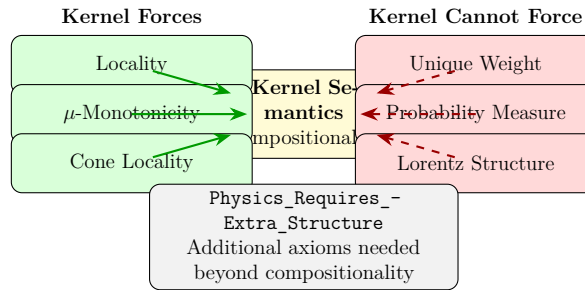 Kernel Forces
Kernel Cannot Force
Locality
μ-Monotonicity
Cone Locality
Kernel Se-
mantics
mpositional
Unique Weight
Probability Measure
Lorentz Structure
Physics_Requires_-
Extra_Structure
Additional axioms needed
beyond compositionality